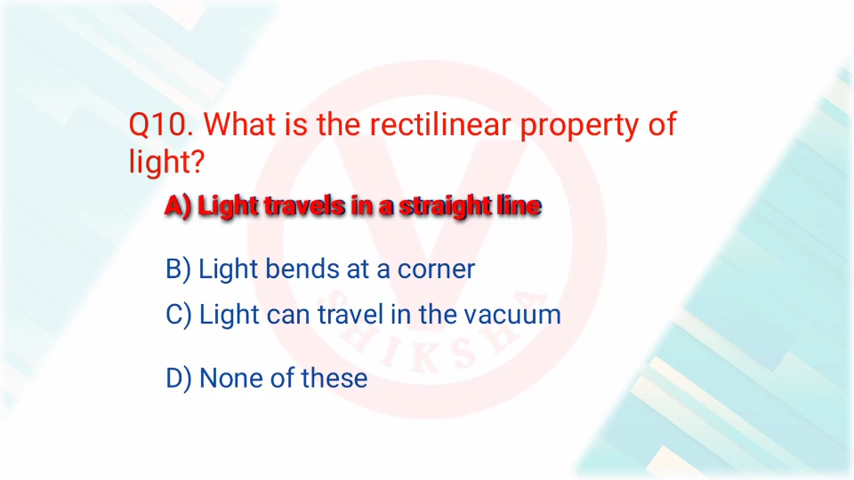 Q10. What is the rectilinear property of
light?
A) Light travels in a straight line
B) Light bends at a corner
C) Light can travel in the vacuum
D) None of these
V
SHIKSHA